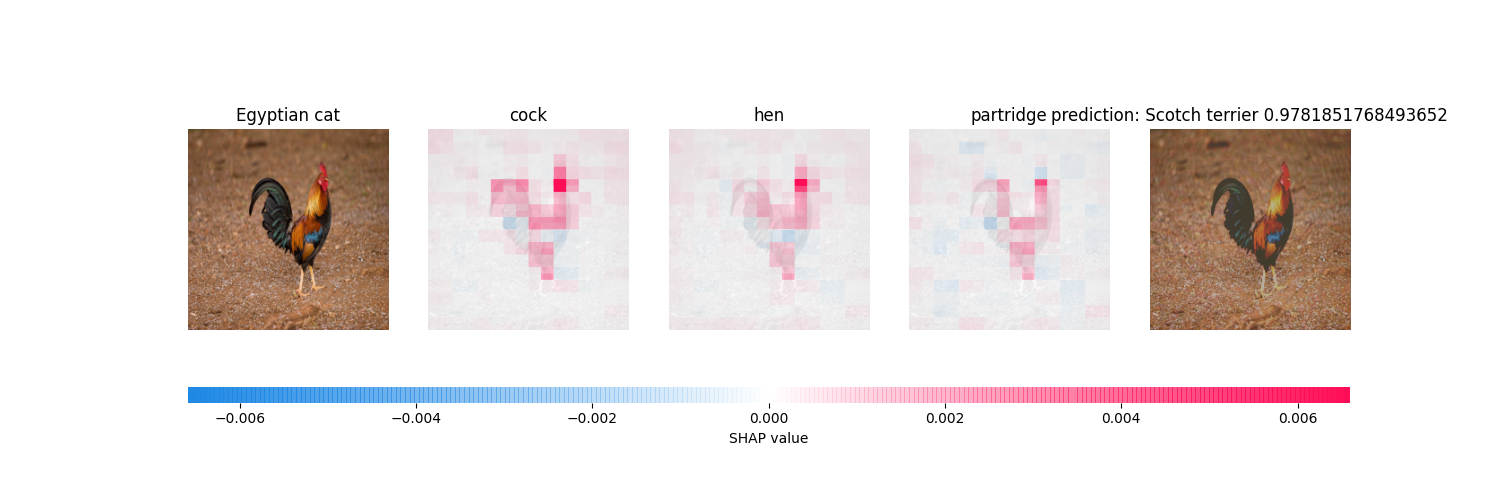 Egyptian cat
cock
hen
partridge
prediction: Scotch terrier 0.9781851768493652
−0.006
−0.004
−0.002
0.000
0.002
0.004
0.006
SHAP value